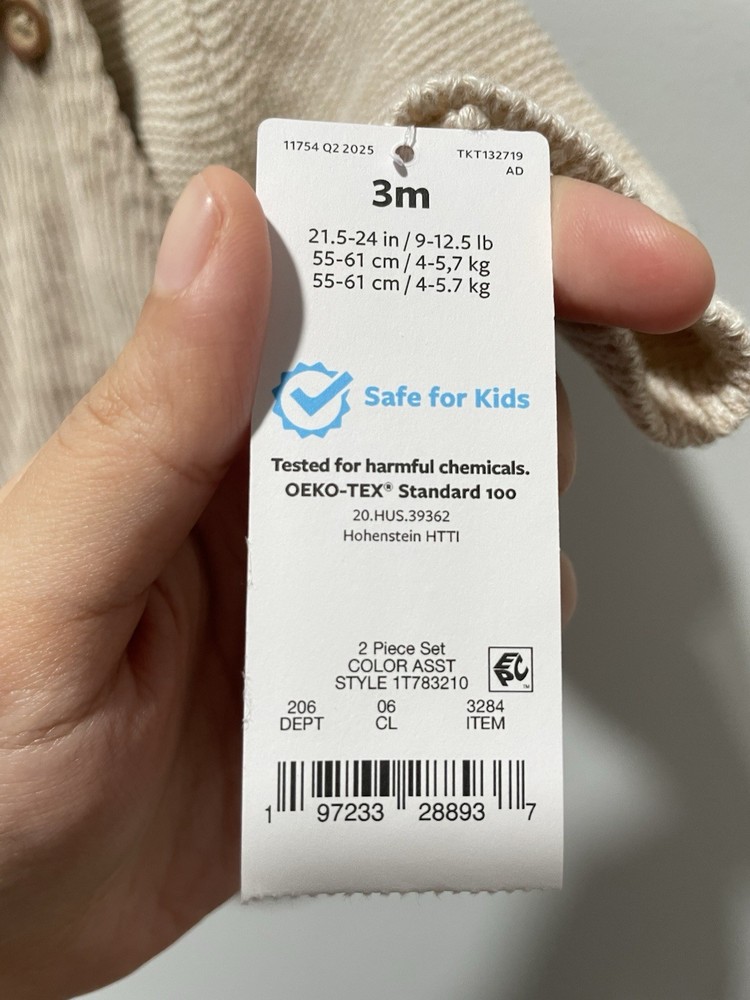 11754 Q2 2025
TKT132719
AD
3m
21.5-24 in / 9-12.5 lb
55-61 cm / 4-5,7 kg
55-61 cm / 4-5.7 kg
Safe for Kids
Tested for harmful chemicals.
OEKO-TEX® Standard 100
20.HUS.39362
Hohenstein HTTI
2 Piece Set
COLOR ASST
STYLE 1T783210
EPC™
206 06 3284
DEPT CL ITEM
1 97233 28893 7